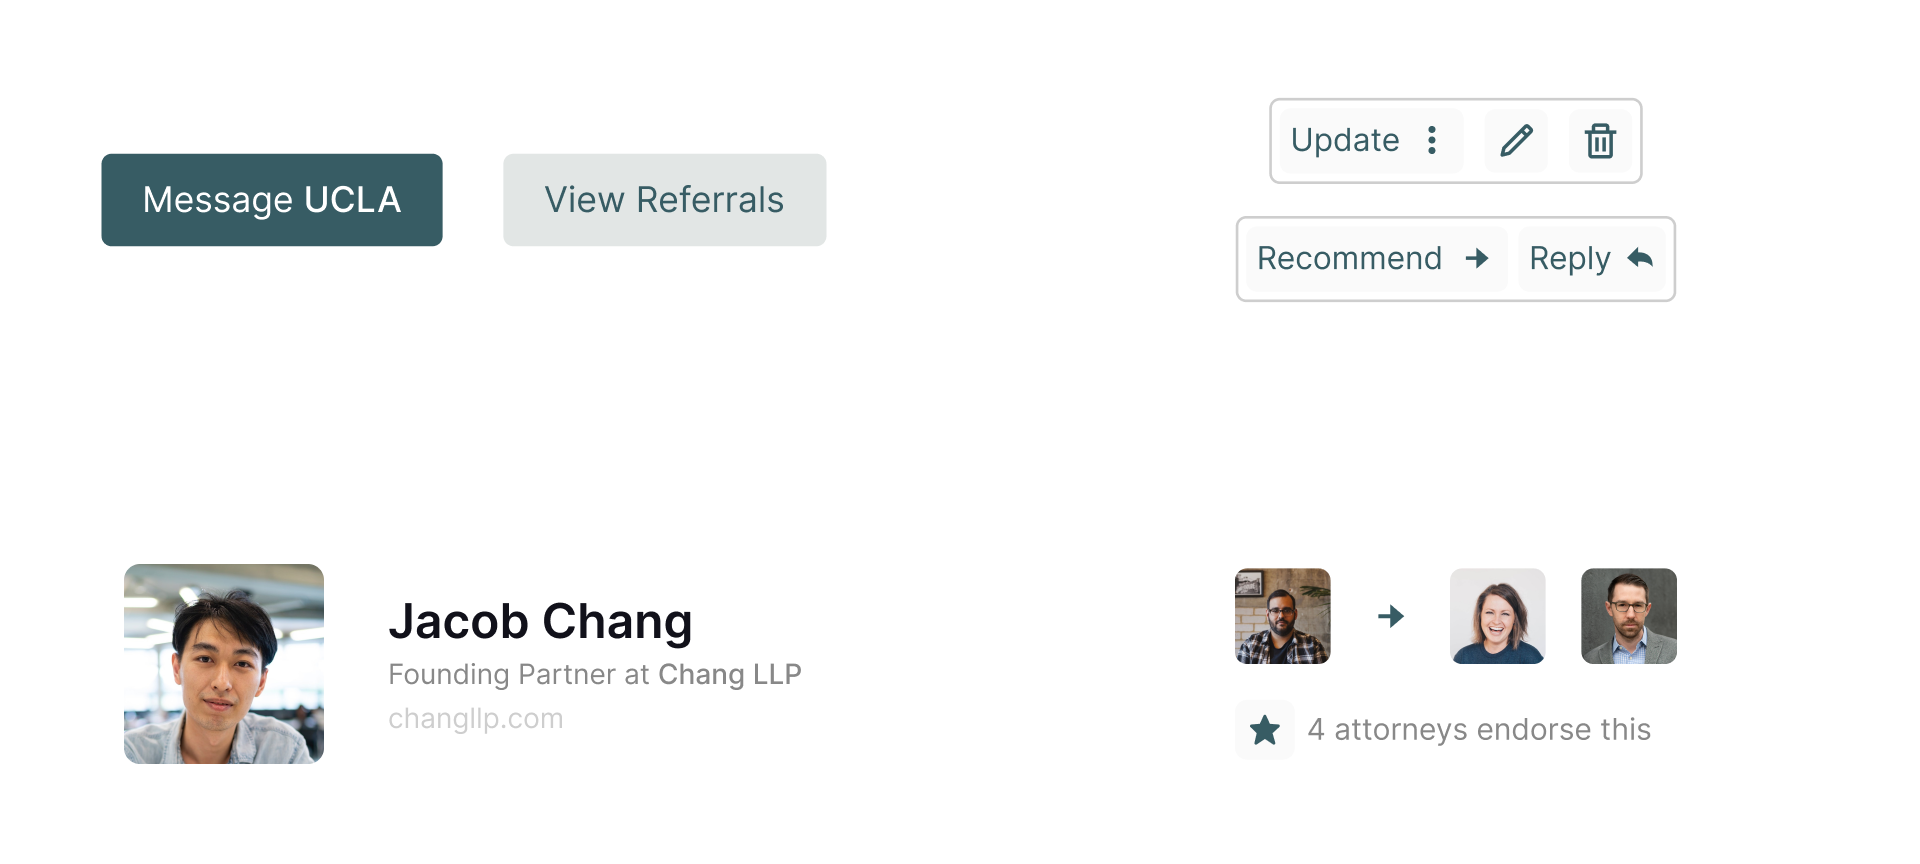 Message UCLA
View Referrals
Update
Recommend
Reply
Jacob Chang
Founding Partner at Chang LLP
changllp.com
4 attorneys endorse this